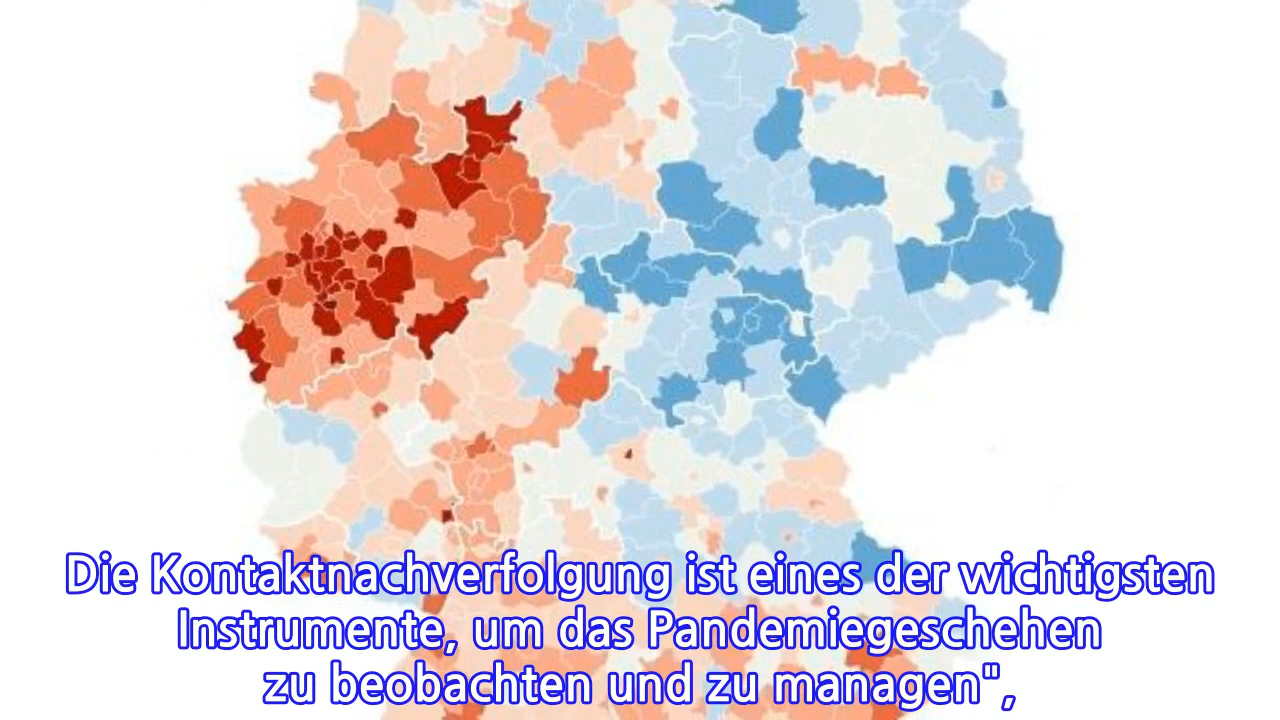 Die Kontaktnachverfolgung ist eines der wichtigsten
Instrumente, um das Pandemiegeschehen
zu beobachten und zu managen",